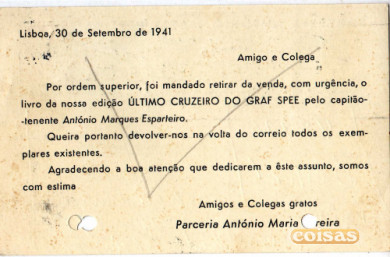 Lisboa, 30 de Setembro de 1941
Amigo e Colega
Por ordem superior, foi mandado retirar da venda, com urgência, o
livro da nossa edição ÚLTIMO CRUZEIRO DO GRAF SPEE pelo capitão-
-tenente António Marques Esparteiro.
Queira portanto devolver-nos na volta do correio todos os exem-
plares existentes.
Agradecendo a boa atenção que dedicarem a êste assunto, somos
com estima
Amigos e Colegas gratos
Parceria António Maria reira
coisas